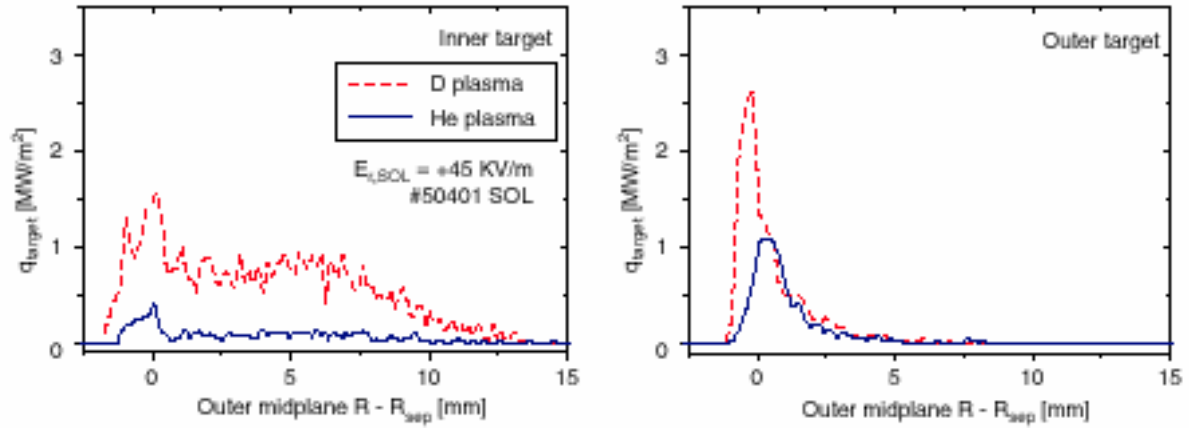 Inner target
D plasma
He plasma
E_r,SOL = +45 KV/m
#50401 SOL
q_target [MW/m²]
3
2
1
0
0
5
10
15
Outer midplane R - R_sep [mm]
Outer target
q_target [MW/m²]
3
2
1
0
0
5
10
15
Outer midplane R - R_sep [mm]